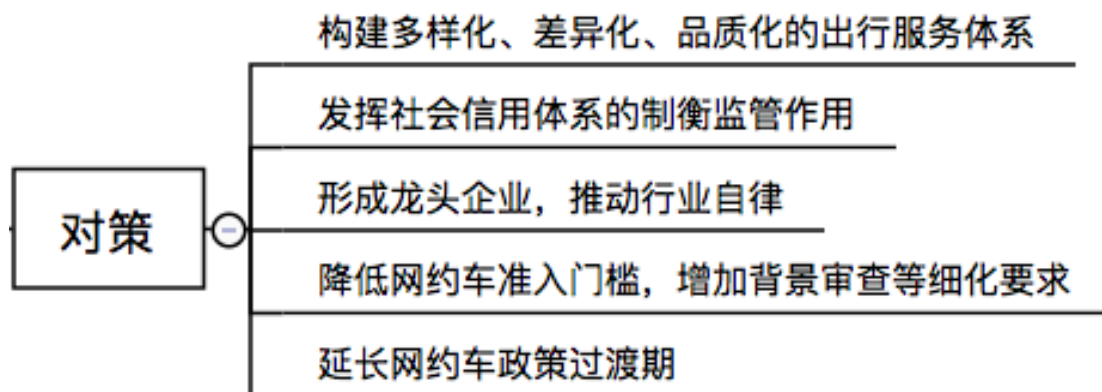 构建多样化、差异化、品质化的出行服务体系
发挥社会信用体系的制衡监管作用
形成龙头企业，推动行业自律
对策
降低网约车准入门槛，增加背景审查等细化要求
延长网约车政策过渡期